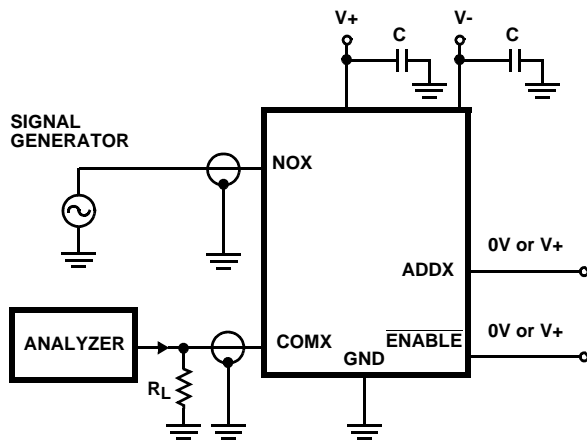 V+
V-
C
C
SIGNAL
GENERATOR
NOX
0V or V+
ADDX
0V or V+
ANALYZER
COMX
ENABLE
GND
RL